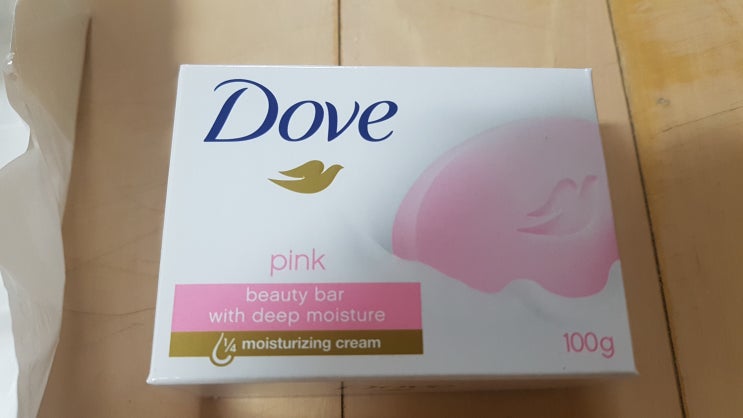 Dove
pink
beauty bar
with deep moisture
¼ moisturizing cream
100g